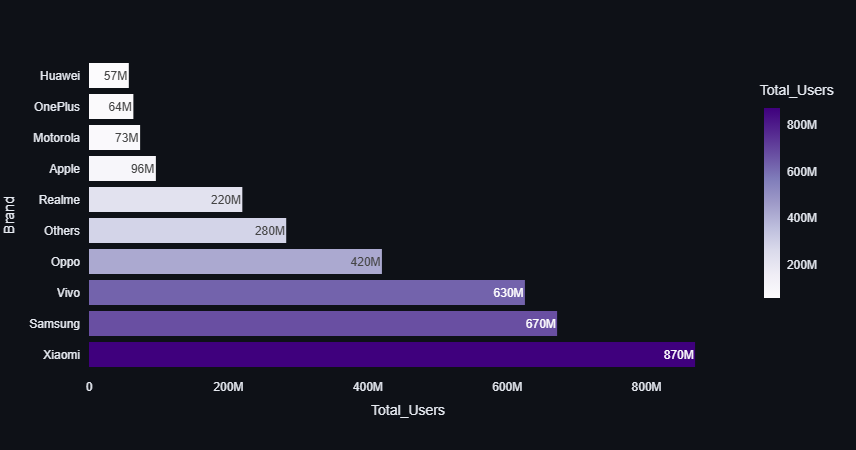 Total_Users
Huawei 57M
800M
OnePlus 64M
Motorola 73M
Apple 96M
600M
Realme 220M
Brand
400M
Others 280M
Oppo 420M
200M
Vivo 630M
Samsung 670M
Xiaomi 870M
0 200M 400M 600M 800M
Total_Users